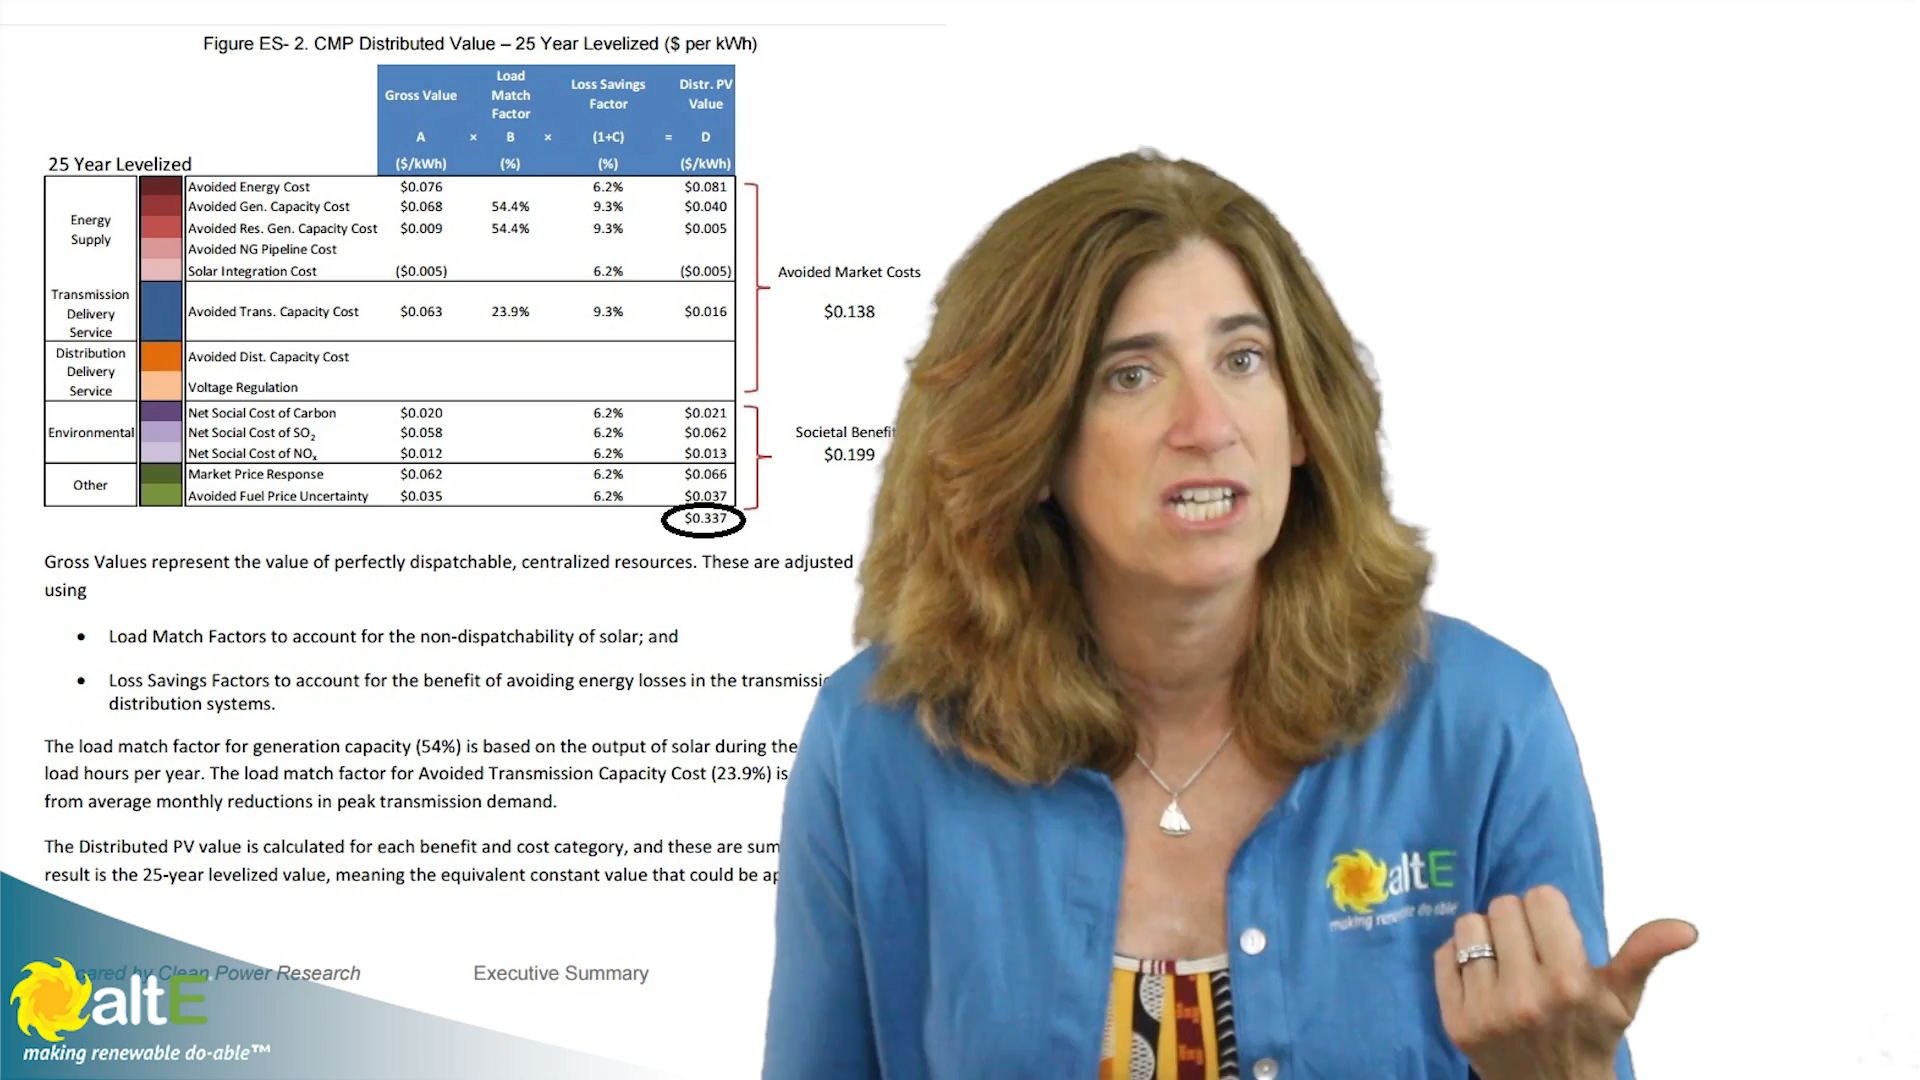 Figure ES- 2. CMP Distributed Value – 25 Year Levelized ($ per kWh)
Gross Value Load Match Factor Loss Savings Factor Distr. PV Value
A × B × (1+C) = D
25 Year Levelized ($/kWh) (%) (%) ($/kWh)
Energy Supply
Avoided Energy Cost $0.076 6.2% $0.081
Avoided Gen. Capacity Cost $0.068 54.4% 9.3% $0.040
Avoided Res. Gen. Capacity Cost $0.009 54.4% 9.3% $0.005
Avoided NG Pipeline Cost
Solar Integration Cost ($0.005) 6.2% ($0.005)
Avoided Market Costs
$0.138
Transmission Delivery Service
Avoided Trans. Capacity Cost $0.063 23.9% 9.3% $0.016
Distribution Delivery Service
Avoided Dist. Capacity Cost
Voltage Regulation
Environmental
Net Social Cost of Carbon $0.020 6.2% $0.021
Net Social Cost of SO₂ $0.058 6.2% $0.062
Net Social Cost of NOₓ $0.012 6.2% $0.013
Societal
$0.199
Other
Market Price Response $0.062 6.2% $0.066
Avoided Fuel Price Uncertainty $0.035 6.2% $0.037
$0.337
Gross Values represent the value of perfectly dispatchable, centralized resources. These are adjusted
using
• Load Match Factors to account for the non-dispatchability of solar; and
• Loss Savings Factors to account for the benefit of avoiding energy losses in the
distribution systems.
The load match factor for generation capacity (54%) is based on the output of solar during the
load hours per year. The load match factor for Avoided Transmission Capacity Cost (23.9%) is
from average monthly reductions in peak transmission demand.
The Distributed PV value is calculated for each benefit and cost category, and these are
result is the 25-year levelized value, meaning the equivalent constant value that could be
by Clean Power Research Executive Summary
altE
making renewable do-able™
altE
making renewable do-able